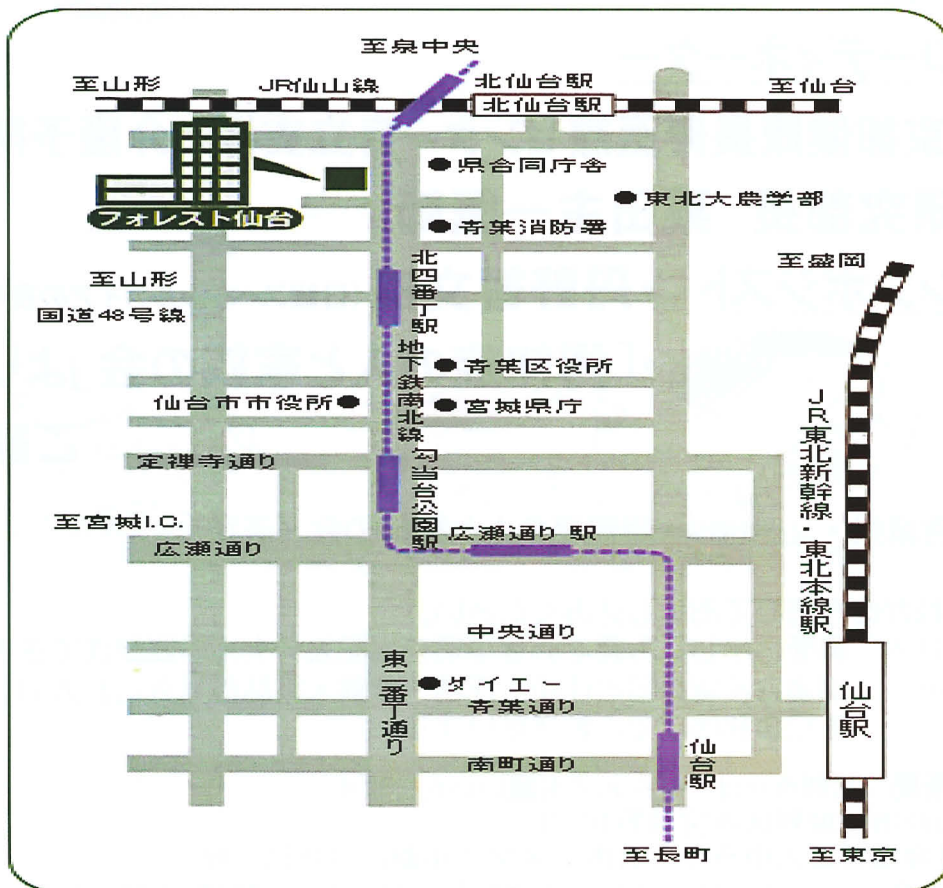 至泉中央
至山形
JR仙山線
北仙台駅
至仙台
北仙台駅
県合同庁舎
東北大農学部
フォレスト仙台
青葉消防署
北四番丁駅
至山形
国道48号線
至盛岡
地下鉄南北線
青葉区役所
仙台市市役所
宮城県庁
JR東北新幹線・東北本線駅
定禅寺通り
勾当台公園駅
至宮城I.C.
広瀬通り
広瀬通り 駅
中央通り
東二番丁通り
ダイエー
青葉通り
仙台駅
南町通り
仙台駅
至長町
至東京